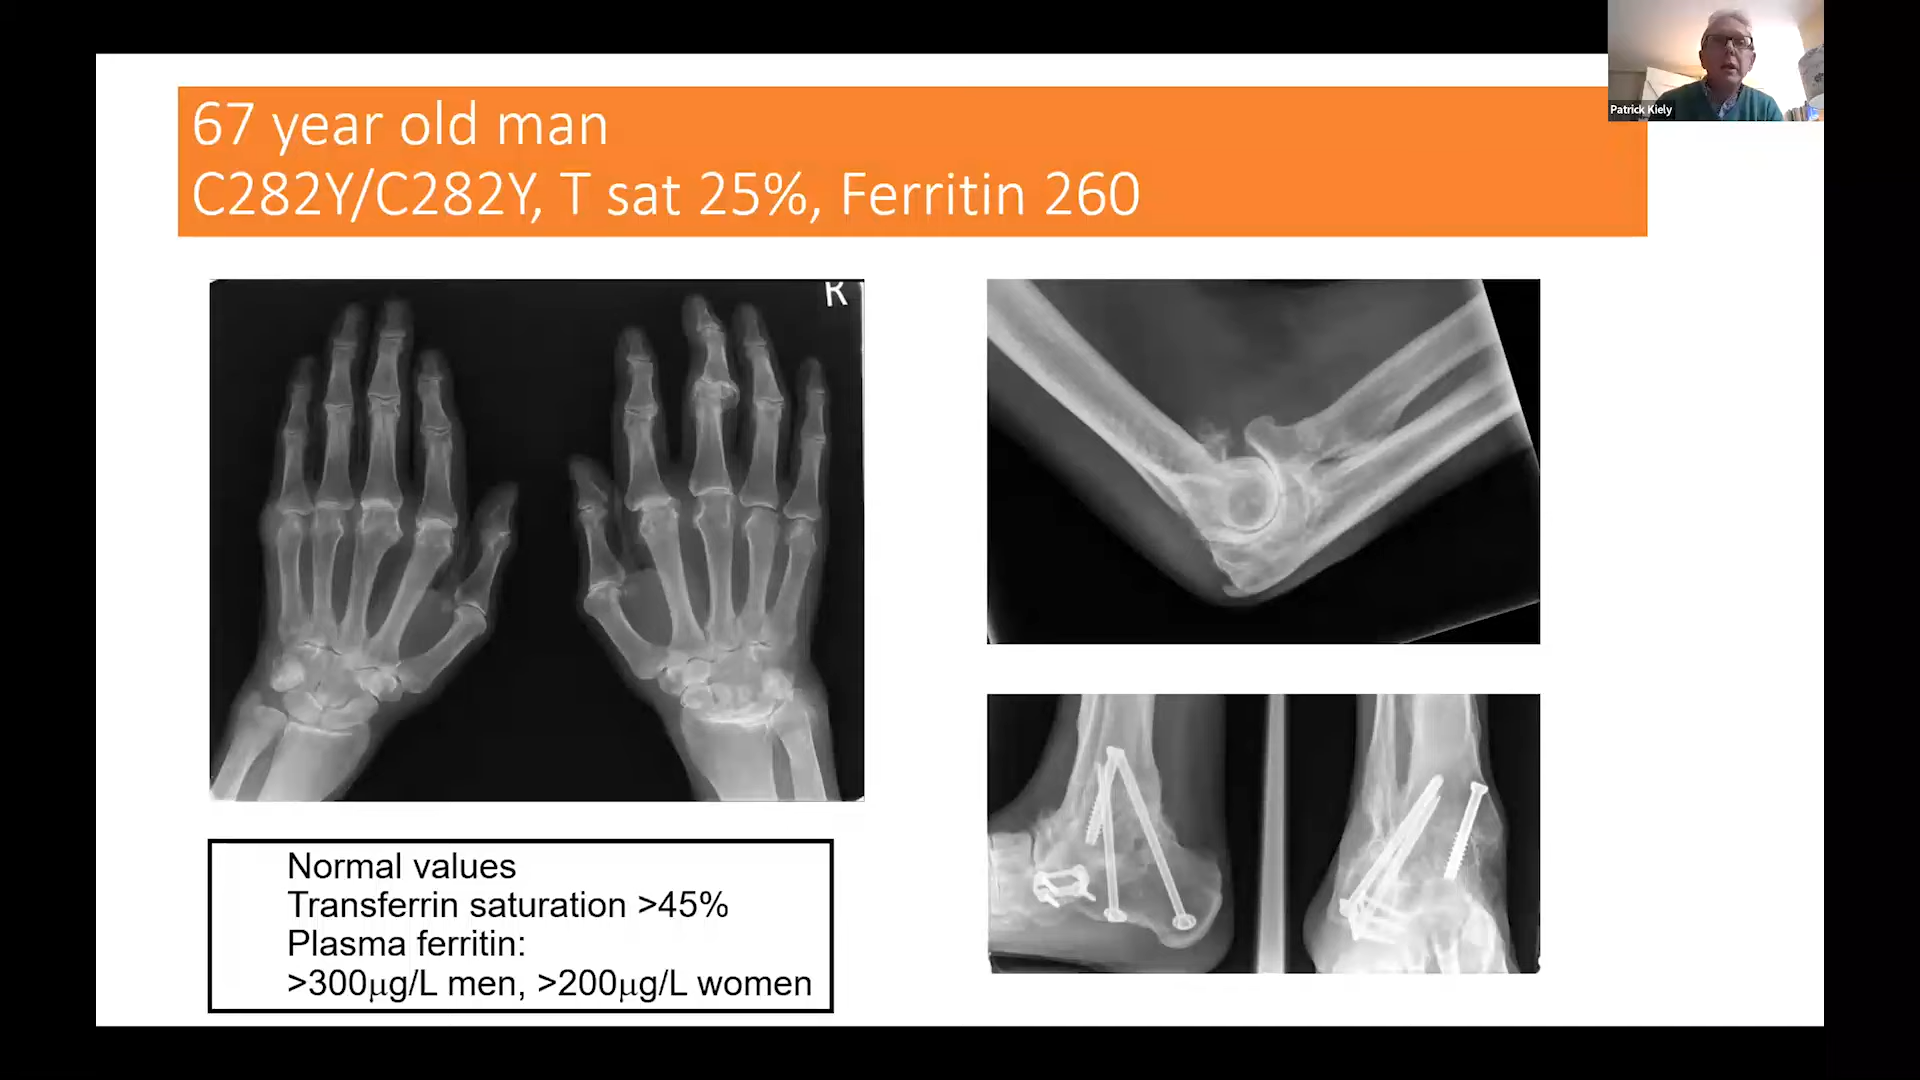 Patrick Kiely
67 year old man
C282Y/C282Y, T sat 25%, Ferritin 260
R
Normal values
Transferrin saturation >45%
Plasma ferritin:
>300μg/L men, >200μg/L women